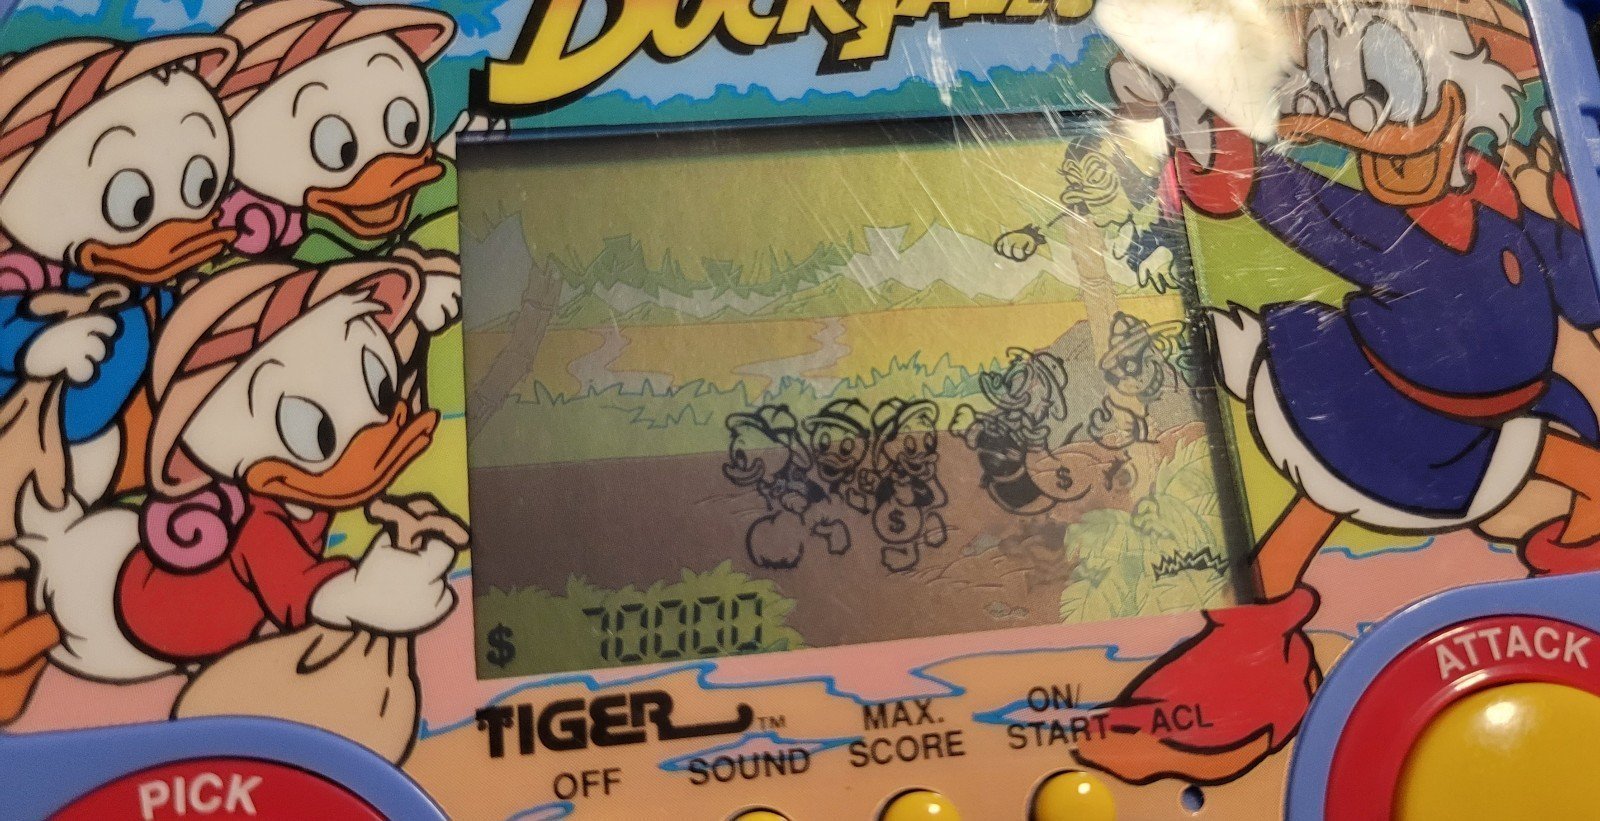 DUCKTALES
$
$
$ 70000
TIGER™
OFF
SOUND
MAX.
SCORE
ON/
START
ACL
PICK
ATTACK